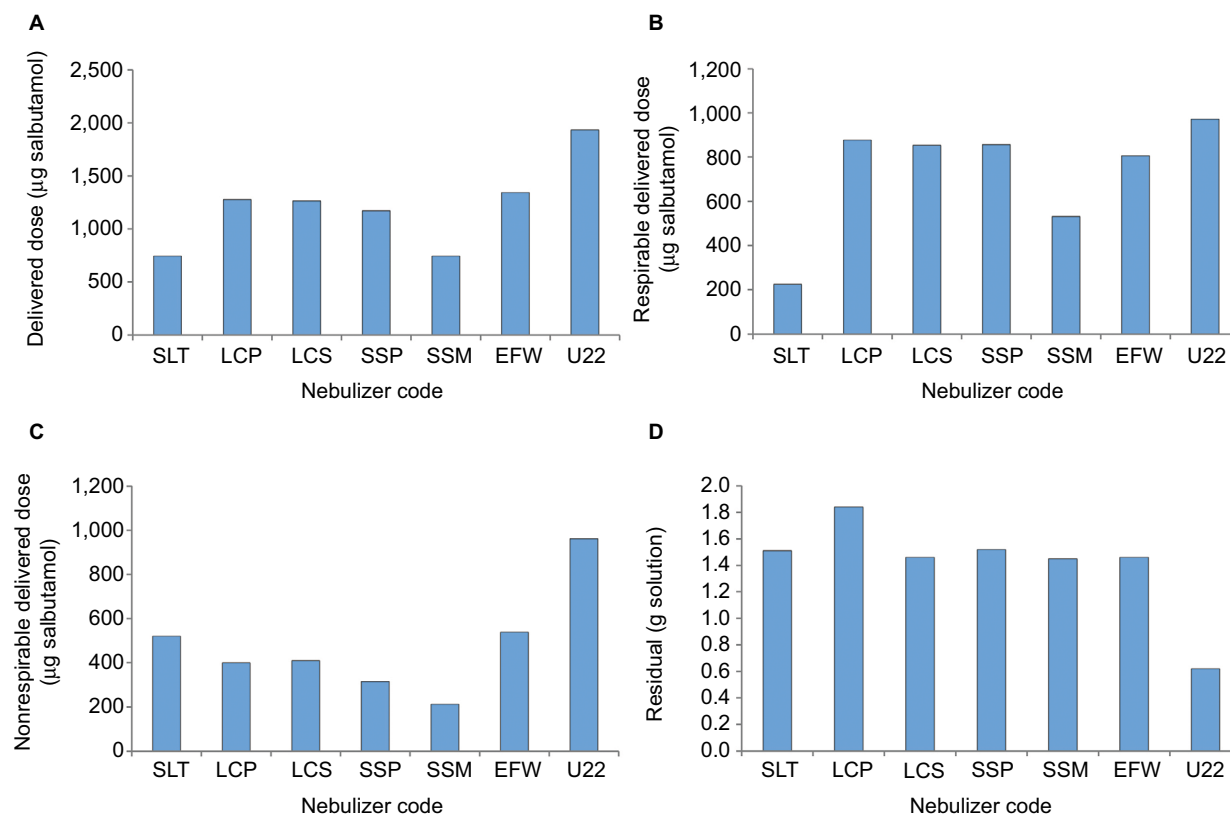 A
Delivered dose (µg salbutamol)
2,500
2,000
1,500
1,000
500
0
SLT LCP LCS SSP SSM EFW U22
Nebulizer code
B
Respirable delivered dose
(µg salbutamol)
1,200
1,000
800
600
400
200
0
SLT LCP LCS SSP SSM EFW U22
Nebulizer code
C
Nonrespirable delivered dose
(µg salbutamol)
1,200
1,000
800
600
400
200
0
SLT LCP LCS SSP SSM EFW U22
Nebulizer code
D
Residual (g solution)
2.0
1.8
1.6
1.4
1.2
1.0
0.8
0.6
0.4
0.2
0.0
SLT LCP LCS SSP SSM EFW U22
Nebulizer code